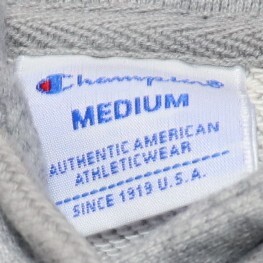 Champion
MEDIUM
AUTHENTIC AMERICAN
ATHLETICWEAR
SINCE 1919 U.S.A.